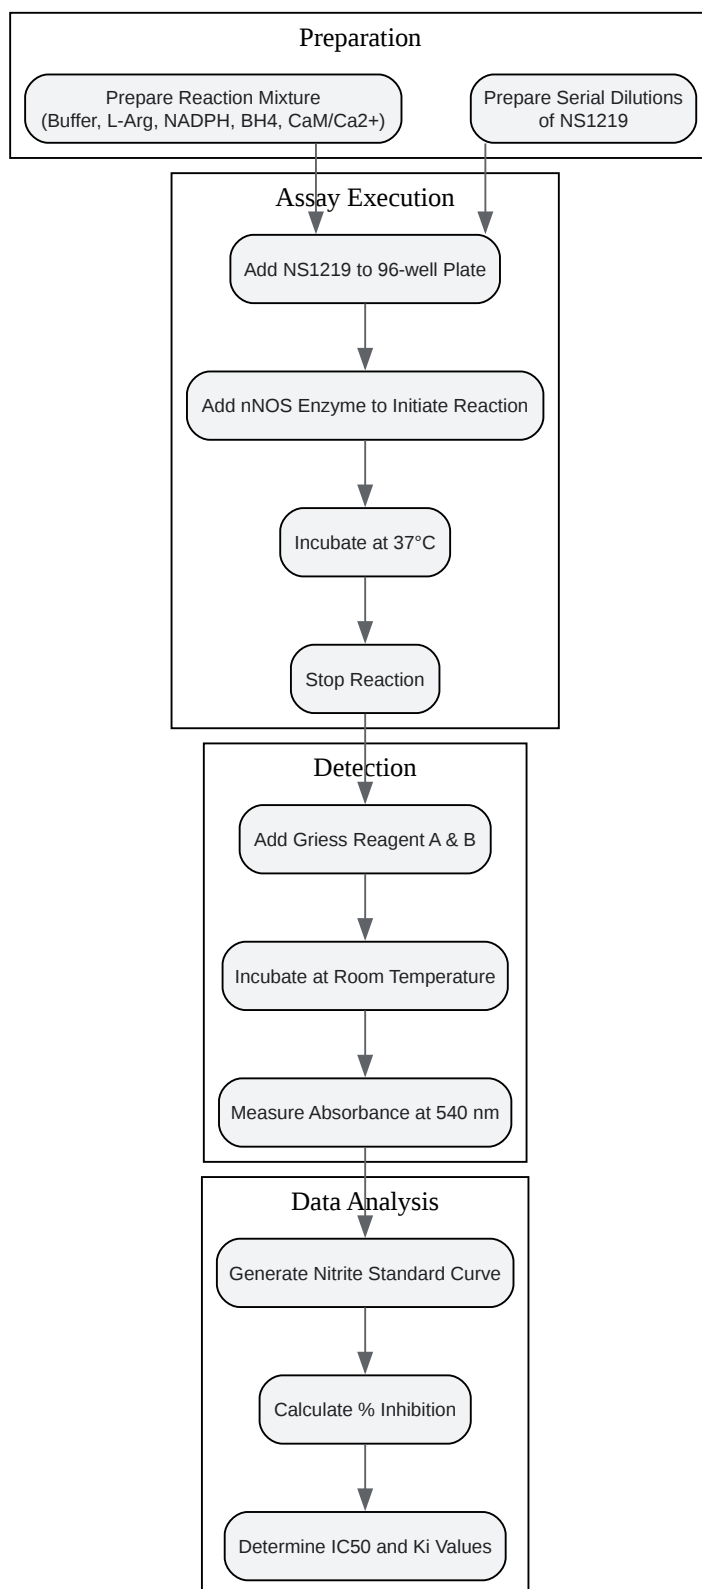 Preparation
Prepare Reaction Mixture
(Buffer, L-Arg, NADPH, BH4, CaM/Ca2+)
Prepare Serial Dilutions
of NS1219
Assay Execution
Add NS1219 to 96-well Plate
Add nNOS Enzyme to Initiate Reaction
Incubate at 37°C
Stop Reaction
Detection
Add Griess Reagent A & B
Incubate at Room Temperature
Measure Absorbance at 540 nm
Data Analysis
Generate Nitrite Standard Curve
Calculate % Inhibition
Determine IC50 and Ki Values